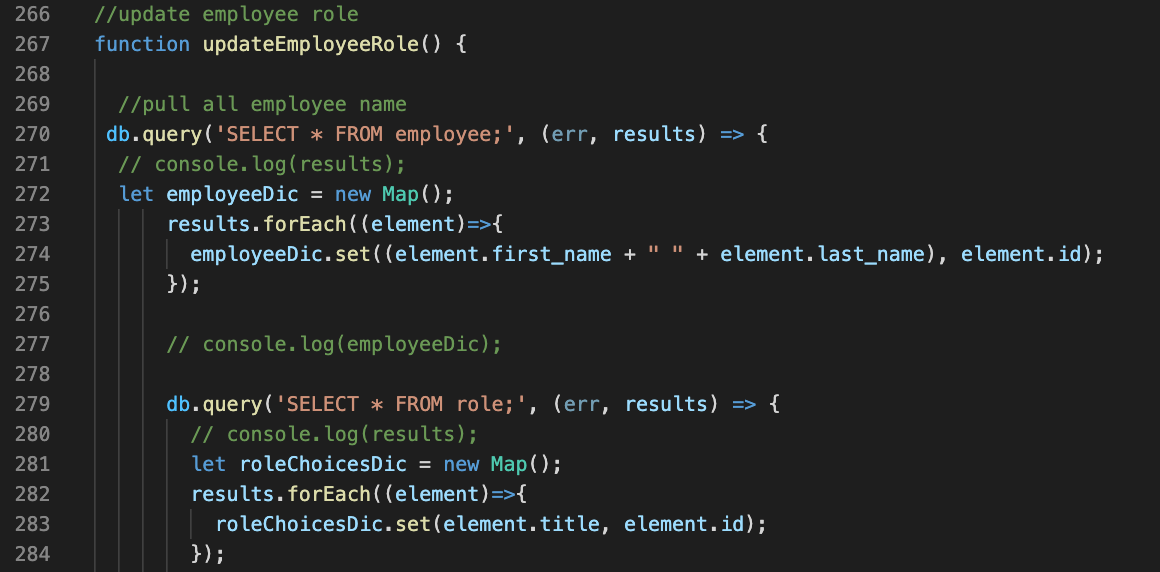 266 //update employee role
267 function updateEmployeeRole() {
268
269 //pull all employee name
270 db.query('SELECT * FROM employee;', (err, results) => {
271 // console.log(results);
272 let employeeDic = new Map();
273 results.forEach((element)=>{
274 employeeDic.set((element.first_name + " " + element.last_name), element.id);
275 });
276
277 // console.log(employeeDic);
278
279 db.query('SELECT * FROM role;', (err, results) => {
280 // console.log(results);
281 let roleChoicesDic = new Map();
282 results.forEach((element)=>{
283 roleChoicesDic.set(element.title, element.id);
284 });